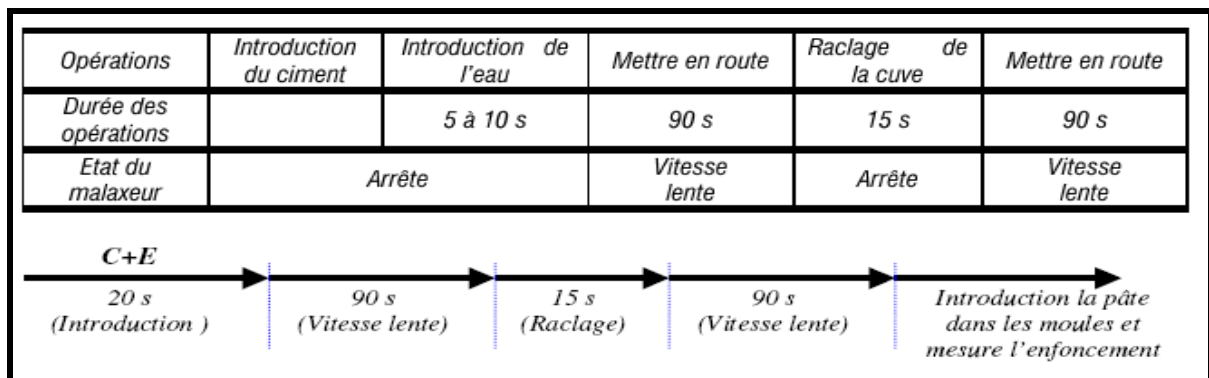 Opérations
Introduction
du ciment
Introduction de
l'eau
Mettre en route
Raclage de
la cuve
Mettre en route
Durée des
opérations
5 à 10 s
90 s
15 s
90 s
Etat du
malaxeur
Arrête
Vitesse
lente
Arrête
Vitesse
lente
C+E
20 s
(Introduction )
90 s
(Vitesse lente)
15 s
(Raclage)
90 s
(Vitesse lente)
Introduction la pâte
dans les moules et
mesure l'enfoncement